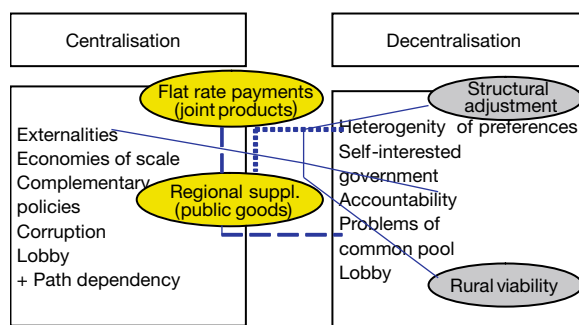 Centralisation
Decentralisation
Flat rate payments
(joint products)
Structural
adjustment
Externalities
Economies of scale
Complementary
policies
Corruption
Lobby
+ Path dependency
Regional suppl.
(public goods)
Heterogenity of preferences
Self-interested
government
Accountability
Problems of
common pool
Lobby
Rural viability